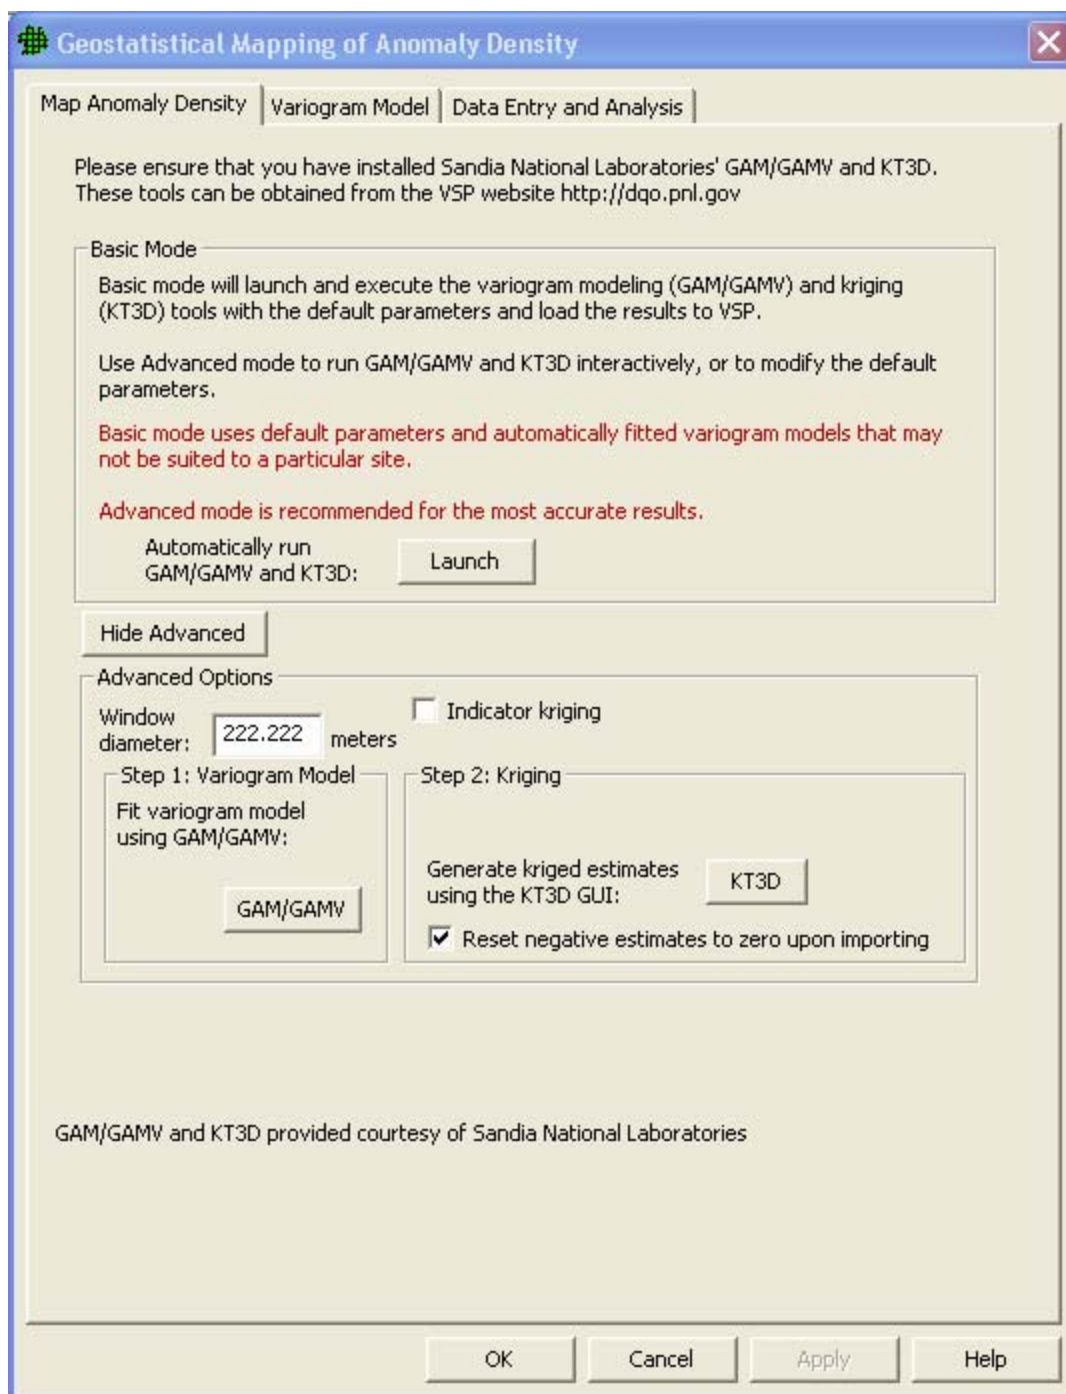 Geostatistical Mapping of Anomaly Density
Map Anomaly Density Variogram Model Data Entry and Analysis
Please ensure that you have installed Sandia National Laboratories' GAM/GAMV and KT3D.
These tools can be obtained from the VSP website http://dqo.pnl.gov
Basic Mode
Basic mode will launch and execute the variogram modeling (GAM/GAMV) and kriging
(KT3D) tools with the default parameters and load the results to VSP.
Use Advanced mode to run GAM/GAMV and KT3D interactively, or to modify the default
parameters.
Basic mode uses default parameters and automatically fitted variogram models that may
not be suited to a particular site.
Advanced mode is recommended for the most accurate results.
Automatically run
GAM/GAMV and KT3D:
Launch
Hide Advanced
Advanced Options
Window
diameter: 222.222 meters
Indicator kriging
Step 1: Variogram Model
Fit variogram model
using GAM/GAMV:
GAM/GAMV
Step 2: Kriging
Generate kriged estimates
using the KT3D GUI:
KT3D
Reset negative estimates to zero upon importing
GAM/GAMV and KT3D provided courtesy of Sandia National Laboratories
OK Cancel Apply Help